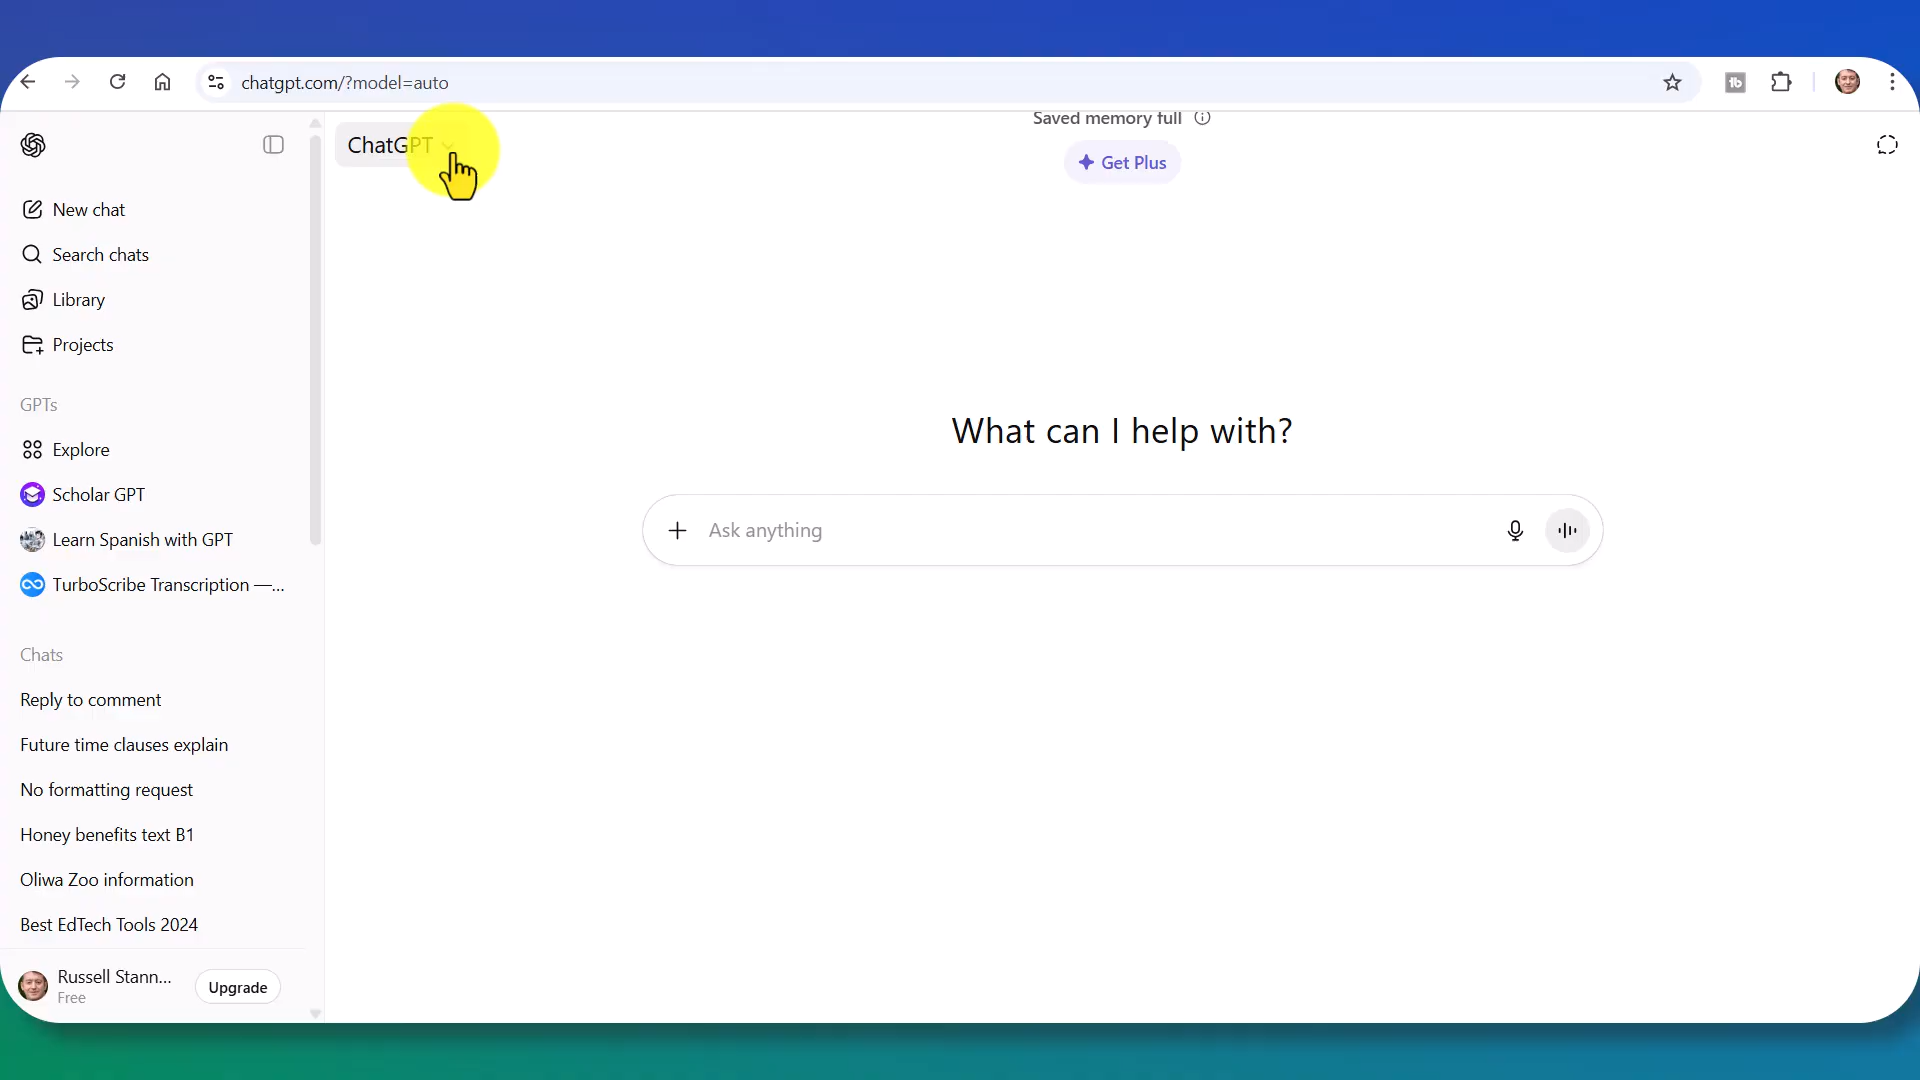 chatgpt.com/?model=auto
ChatGPT
Saved memory full
Get Plus
New chat
Search chats
Library
Projects
GPTs
Explore
Scholar GPT
Learn Spanish with GPT
TurboScribe Transcription —...
Chats
Reply to comment
Future time clauses explain
No formatting request
Honey benefits text B1
Oliwa Zoo information
Best EdTech Tools 2024
Russell Stann...
Free
Upgrade
What can I help with?
Ask anything